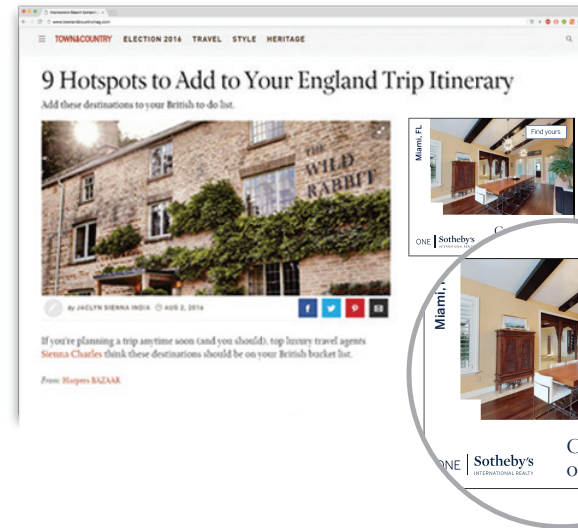 www.townandcountrymag.com
TOWN&COUNTRY ELECTION 2016 TRAVEL STYLE HERITAGE
9 Hotspots to Add to Your England Trip Itinerary
Add these destinations to your British to-do list.
THE
WILD
RABBIT
by JACLYN SIENNA INDIA AUG 2, 2016
If you're planning a trip anytime soon (and you should), top luxury travel agents
Sienna Charles think these destinations should be on your British bucket list.
From: Harpers BAZAAR
Miami, FL
Find yours
ONE Sotheby's
INTERNATIONAL REALTY
Miami,
ONE Sotheby's
INTERNATIONAL REALTY